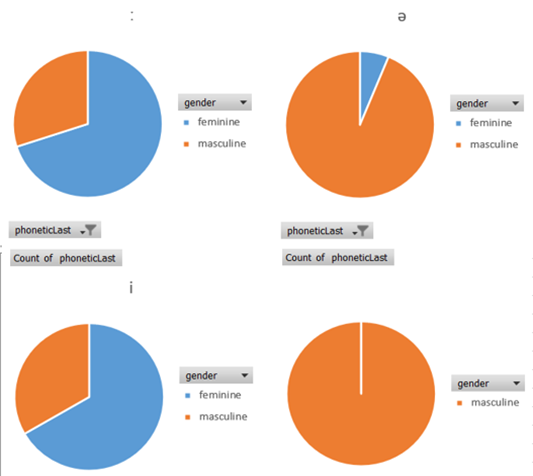 :
gender
feminine
masculine
phoneticLast
Count of phoneticLast
ə
gender
feminine
masculine
phoneticLast
Count of phoneticLast
i
gender
feminine
masculine
gender
masculine